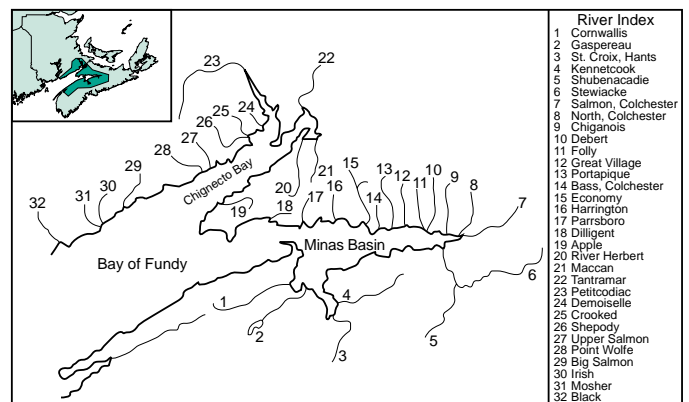 River Index
1 Cornwallis
2 Gaspereau
3 St. Croix, Hants
4 Kennetcook
5 Shubenacadie
6 Stewiacke
7 Salmon, Colchester
8 North, Colchester
9 Chiganois
10 Debert
11 Folly
12 Great Village
13 Portapique
14 Bass, Colchester
15 Economy
16 Harrington
17 Parrsboro
18 Dilligent
19 Apple
20 River Herbert
21 Maccan
22 Tantramar
23 Petitcodiac
24 Demoiselle
25 Crooked
26 Shepody
27 Upper Salmon
28 Point Wolfe
29 Big Salmon
30 Irish
31 Mosher
32 Black
23
22
25
24
26
27
28
29
30
31
32
Chignecto Bay
21
20
19
18
17
16
15
14
13
12
11
10
9
8
7
Minas Basin
Bay of Fundy
6
1
4
2
3
5